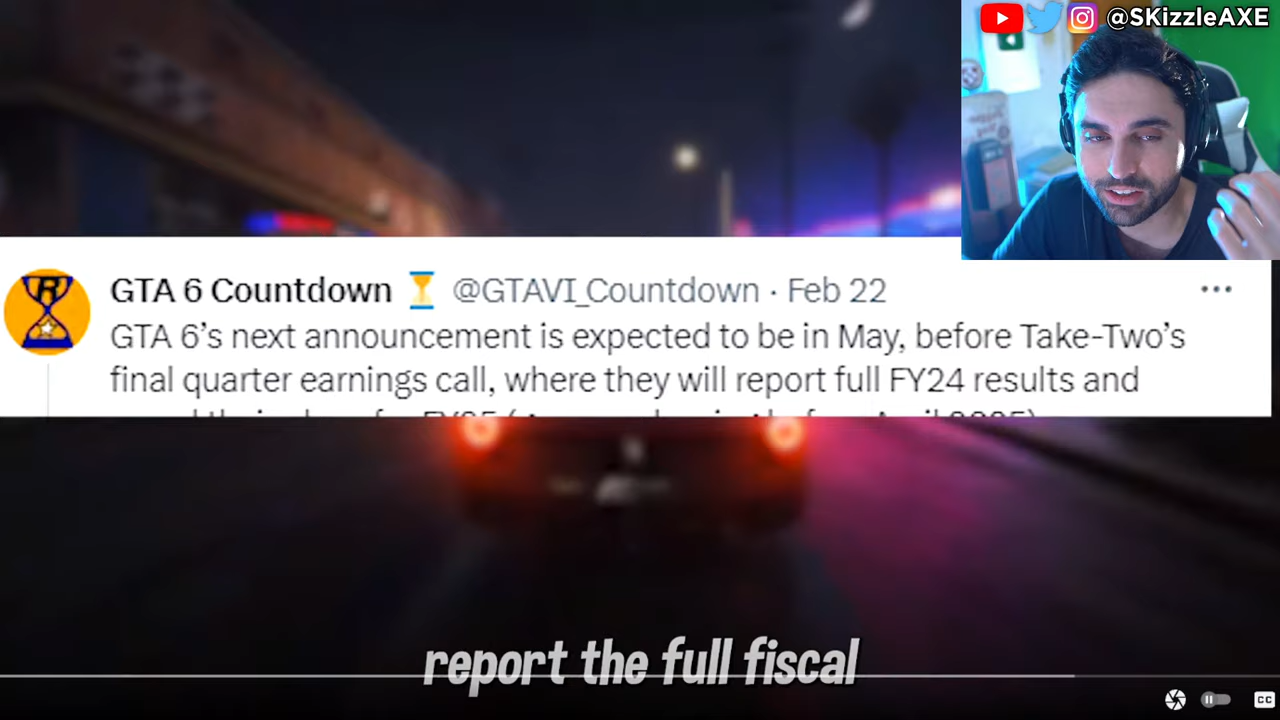 @SKizzleAXE
GTA 6 Countdown ⏳ @GTAVI_Countdown · Feb 22
GTA 6’s next announcement is expected to be in May, before Take-Two’s
final quarter earnings call, where they will report full FY24 results and
report the full fiscal
CC